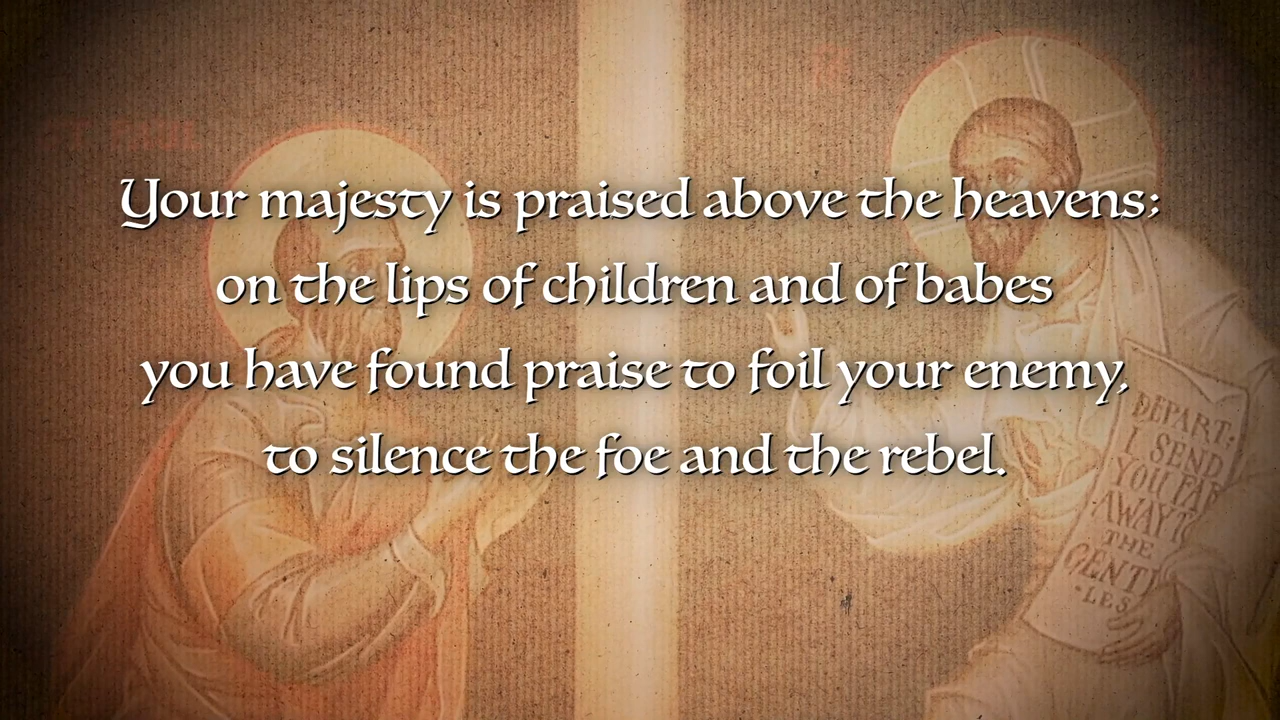 ST. PAUL
Your majesty is praised above the heavens:
on the lips of children and of babes
you have found praise to foil your enemy,
to silence the foe and the rebel.
DEPART:
I SEND
YOU FAR
AWAY T
THE
GENTI
·LES